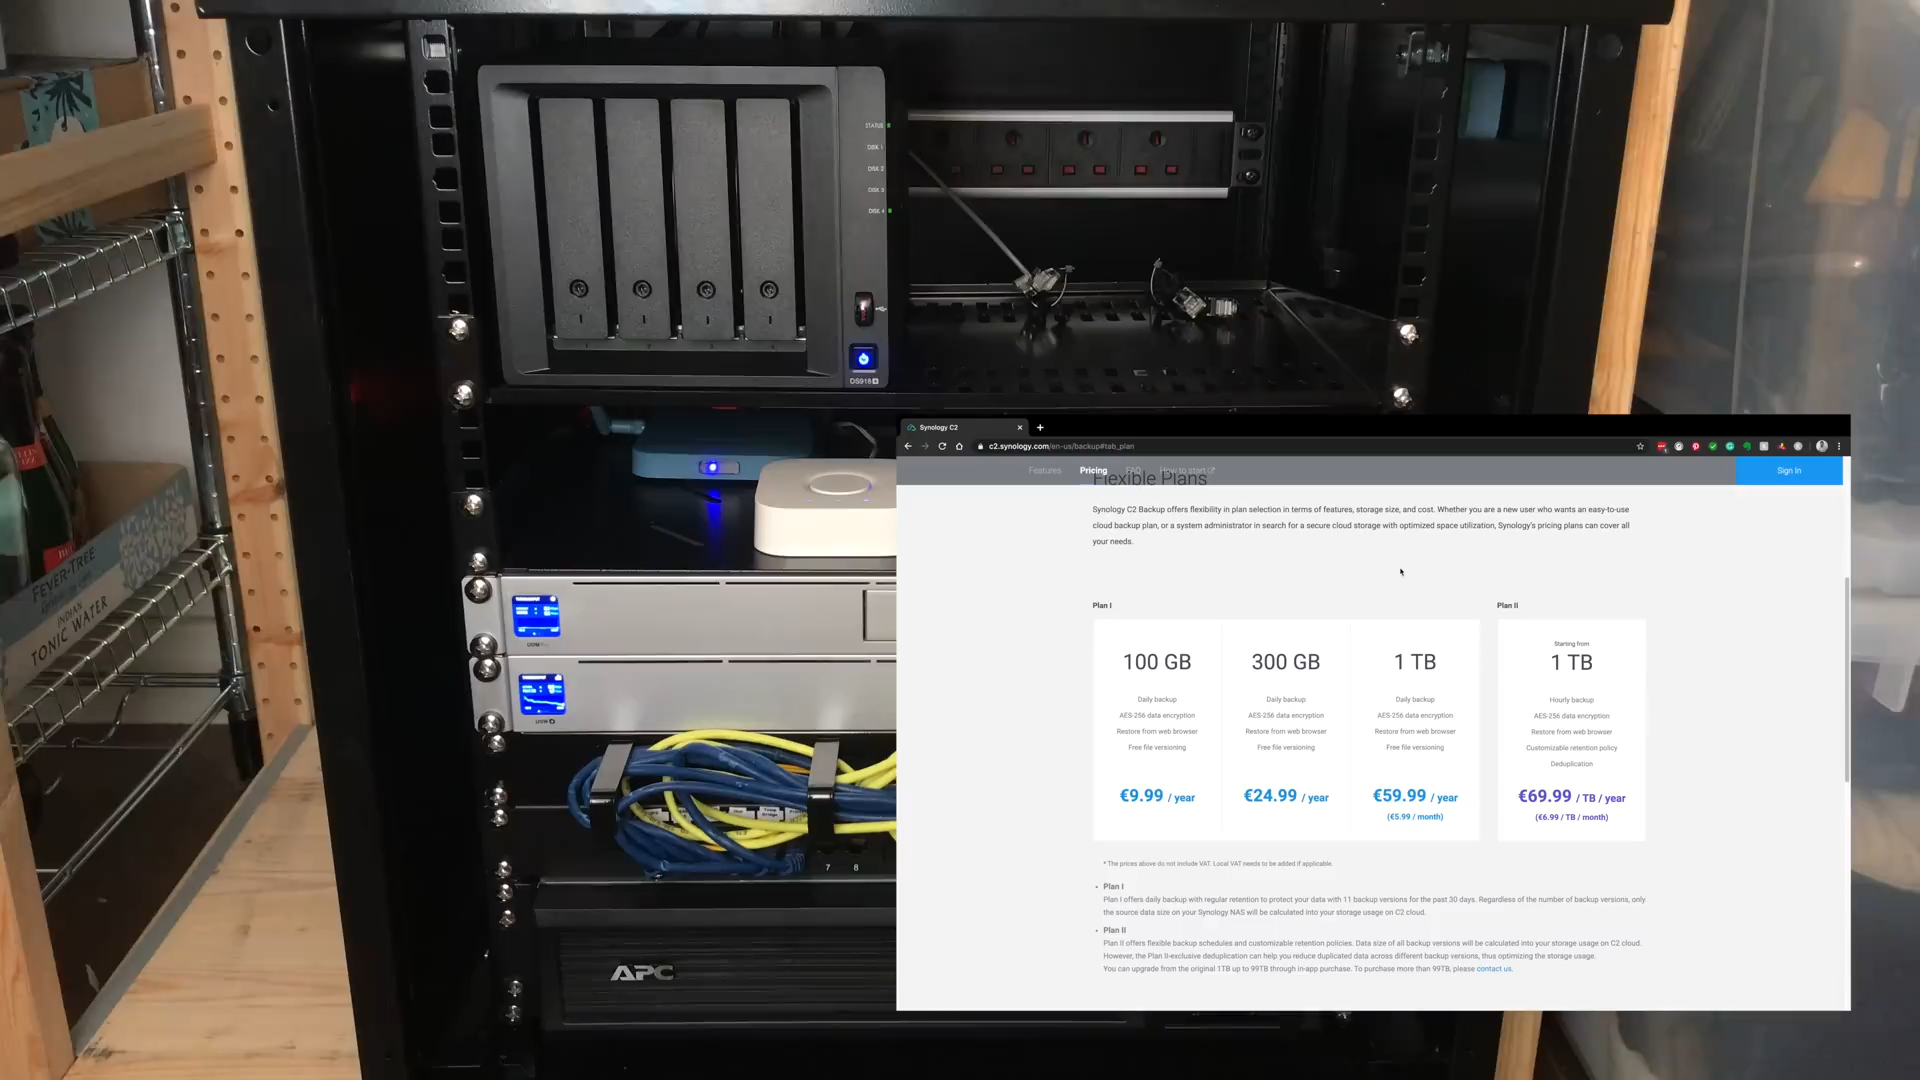 STATUS
DISK 1
DISK 2
DISK 3
DISK 4
DS918+
FEVER-TREE
INDIAN
TONIC WATER
7 8
APC
Synology C2
c2.synology.com/en-us/backup#tab_plan
Features Pricing FAQ How to start
Sign In
Flexible Plans
Synology C2 Backup offers flexibility in plan selection in terms of features, storage size, and cost. Whether you are a new user who wants an easy-to-use
cloud backup plan, or a system administrator in search for a secure cloud storage with optimized space utilization, Synology's pricing plans can cover all
your needs.
Plan I
100 GB
Daily backup
AES-256 data encryption
Restore from web browser
Free file versioning
€9.99 / year
300 GB
Daily backup
AES-256 data encryption
Restore from web browser
Free file versioning
€24.99 / year
1 TB
Daily backup
AES-256 data encryption
Restore from web browser
Free file versioning
€59.99 / year
(€5.99 / month)
Plan II
Starting from
1 TB
Hourly backup
AES-256 data encryption
Restore from web browser
Customizable retention policy
Deduplication
€69.99 / TB / year
(€6.99 / TB / month)
* The prices above do not include VAT. Local VAT needs to be added if applicable.
• Plan I
Plan I offers daily backup with regular retention to protect your data with 11 backup versions for the past 30 days. Regardless of the number of backup versions, only
the source data size on your Synology NAS will be calculated into your storage usage on C2 cloud.
• Plan II
Plan II offers flexible backup schedules and customizable retention policies. Data size of all backup versions will be calculated into your storage usage on C2 cloud.
However, the Plan II-exclusive deduplication can help you reduce duplicated data across different backup versions, thus optimizing the storage usage.
You can upgrade from the original 1TB up to 99TB through in-app purchase. To purchase more than 99TB, please contact us.